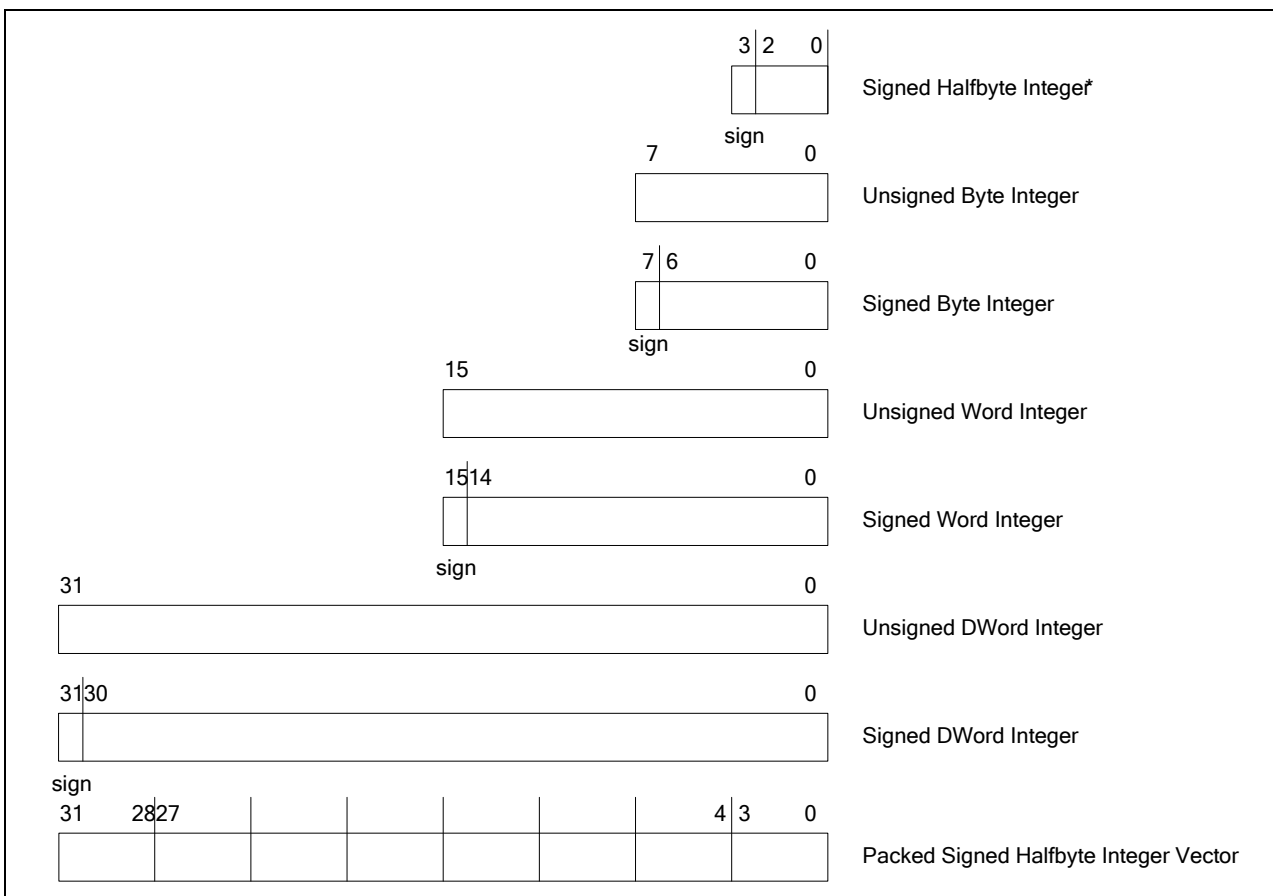 3 2 0
Signed Halfbyte Integer*
sign
7 0
Unsigned Byte Integer
7 6 0
Signed Byte Integer
sign
15 0
Unsigned Word Integer
15 14 0
Signed Word Integer
sign
31 0
Unsigned DWord Integer
31 30 0
Signed DWord Integer
sign
31 28 27 4 3 0
Packed Signed Halfbyte Integer Vector